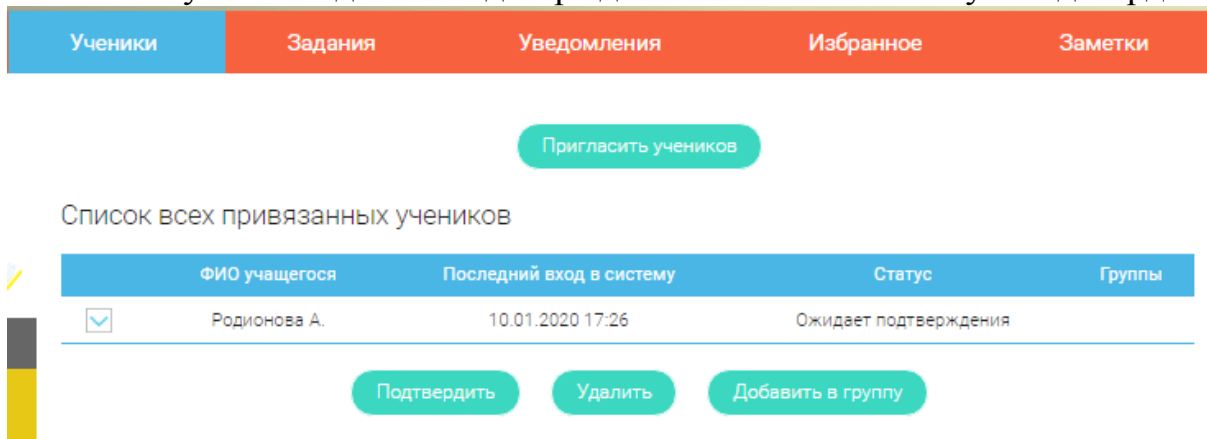 Ученики Задания Уведомления Избранное Заметки
Пригласить учеников
Список всех привязанных учеников
ФИО учащегося Последний вход в систему Статус Группы
Родионова А. 10.01.2020 17:26 Ожидает подтверждения
Подтвердить Удалить Добавить в группу